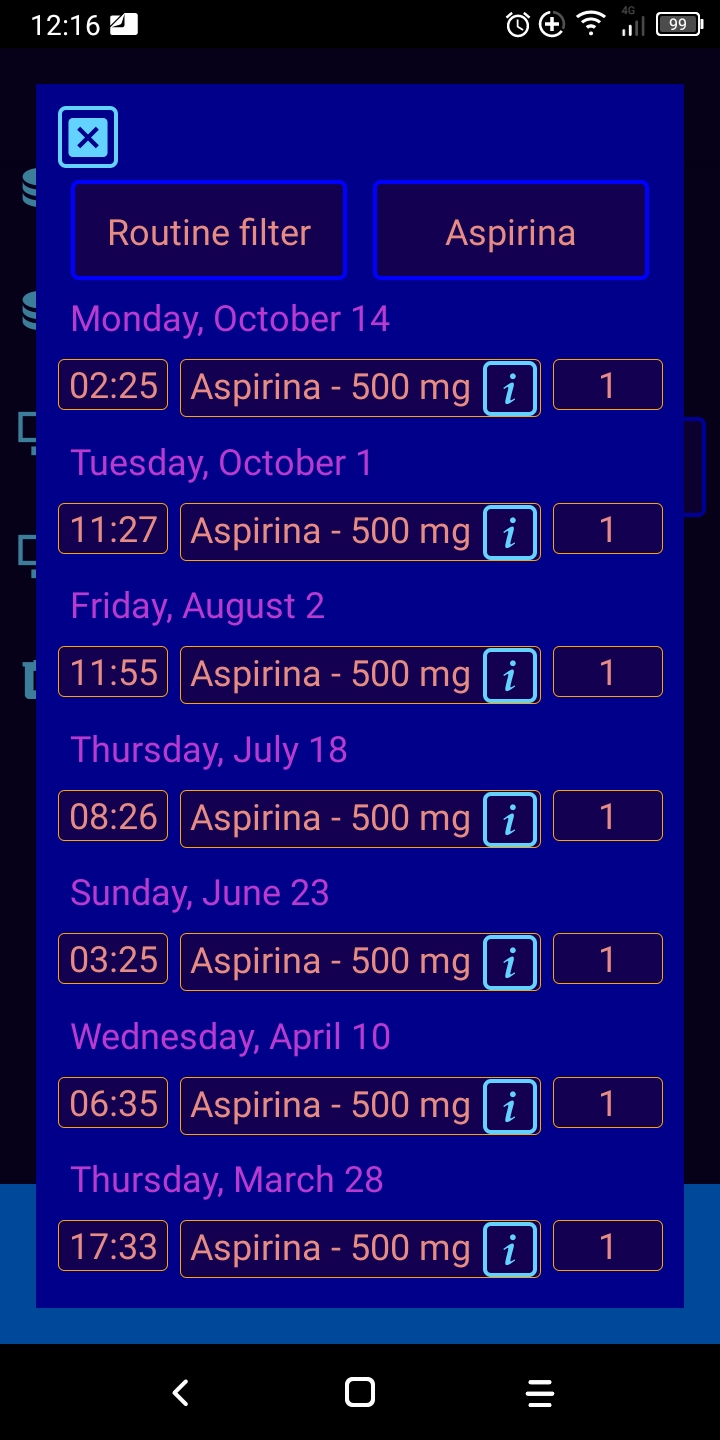 12:16 4G 99
Routine filter Aspirina
Monday, October 14
02:25 Aspirina - 500 mg i 1
Tuesday, October 1
11:27 Aspirina - 500 mg i 1
Friday, August 2
11:55 Aspirina - 500 mg i 1
Thursday, July 18
08:26 Aspirina - 500 mg i 1
Sunday, June 23
03:25 Aspirina - 500 mg i 1
Wednesday, April 10
06:35 Aspirina - 500 mg i 1
Thursday, March 28
17:33 Aspirina - 500 mg i 1